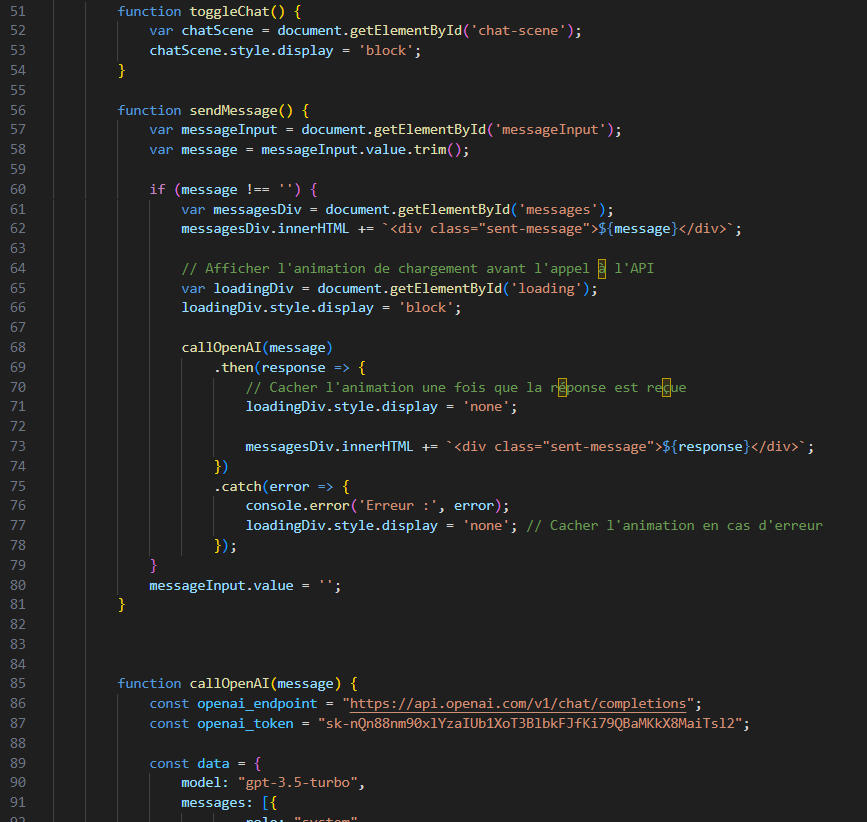 51 function toggleChat() {
52 var chatScene = document.getElementById('chat-scene');
53 chatScene.style.display = 'block';
54 }
55
56 function sendMessage() {
57 var messageInput = document.getElementById('messageInput');
58 var message = messageInput.value.trim();
59
60 if (message !== '') {
61 var messagesDiv = document.getElementById('messages');
62 messagesDiv.innerHTML += `<div class="sent-message">${message}</div>`;
63
64 // Afficher l'animation de chargement avant l'appel à l'API
65 var loadingDiv = document.getElementById('loading');
66 loadingDiv.style.display = 'block';
67
68 callOpenAI(message)
69 .then(response => {
70 // Cacher l'animation une fois que la réponse est reçue
71 loadingDiv.style.display = 'none';
72
73 messagesDiv.innerHTML += `<div class="sent-message">${response}</div>`;
74 })
75 .catch(error => {
76 console.error('Erreur :', error);
77 loadingDiv.style.display = 'none'; // Cacher l'animation en cas d'erreur
78 });
79 }
80 messageInput.value = '';
81 }
82
83
84
85 function callOpenAI(message) {
86 const openai_endpoint = "https://api.openai.com/v1/chat/completions";
87 const openai_token = "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";
88
89 const data = {
90 model: "gpt-3.5-turbo",
91 messages: [{
92 role: "system"